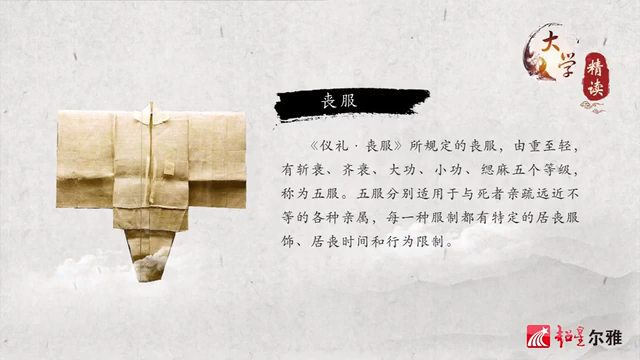 大学
精读
丧服
《仪礼·丧服》所规定的丧服，由重至轻，
有斩衰、齐衰、大功、小功、缌麻五个等级，
称为五服。五服分别适用于与死者亲疏远近不
等的各种亲属，每一种服制都有特定的居丧服
饰、居丧时间和行为限制。
超星尔雅